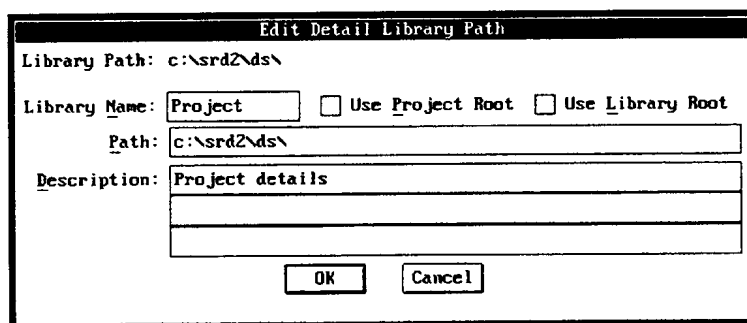 Edit Detail Library Path
Library Path: c:\srd2\ds\
Library Name: Project Use Project Root Use Library Root
Path: c:\srd2\ds\
Description: Project details
OK Cancel